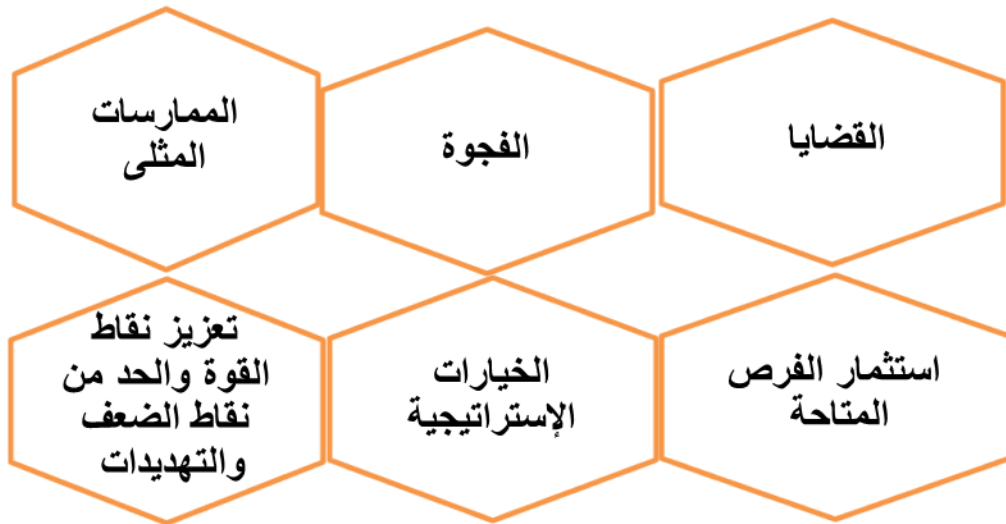 القضايا
الفجوة
الممارسات
المثلى
استثمار الفرص
المتاحة
الخيارات
الإستراتيجية
تعزيز نقاط
القوة والحد من
نقاط الضعف
والتهديدات